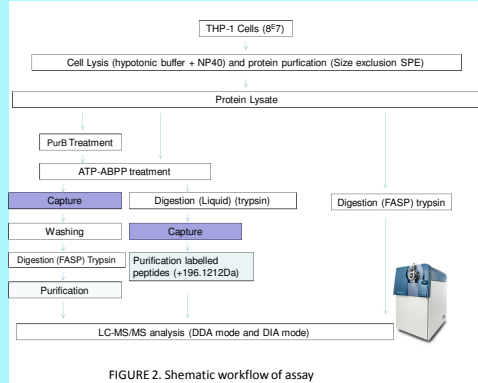 THP-1 Cells (8ᴱ7)
Cell Lysis (hypotonic buffer + NP40) and protein purfication (Size exclusion SPE)
Protein Lysate
PurB Treatment
ATP-ABPP treatment
Capture
Washing
Digestion (FASP) Trypsin
Purification
Digestion (Liquid) (trypsin)
Capture
Purification labelled
peptides (+196.1212Da)
Digestion (FASP) trypsin
LC-MS/MS analysis (DDA mode and DIA mode)
FIGURE 2. Shematic workflow of assay